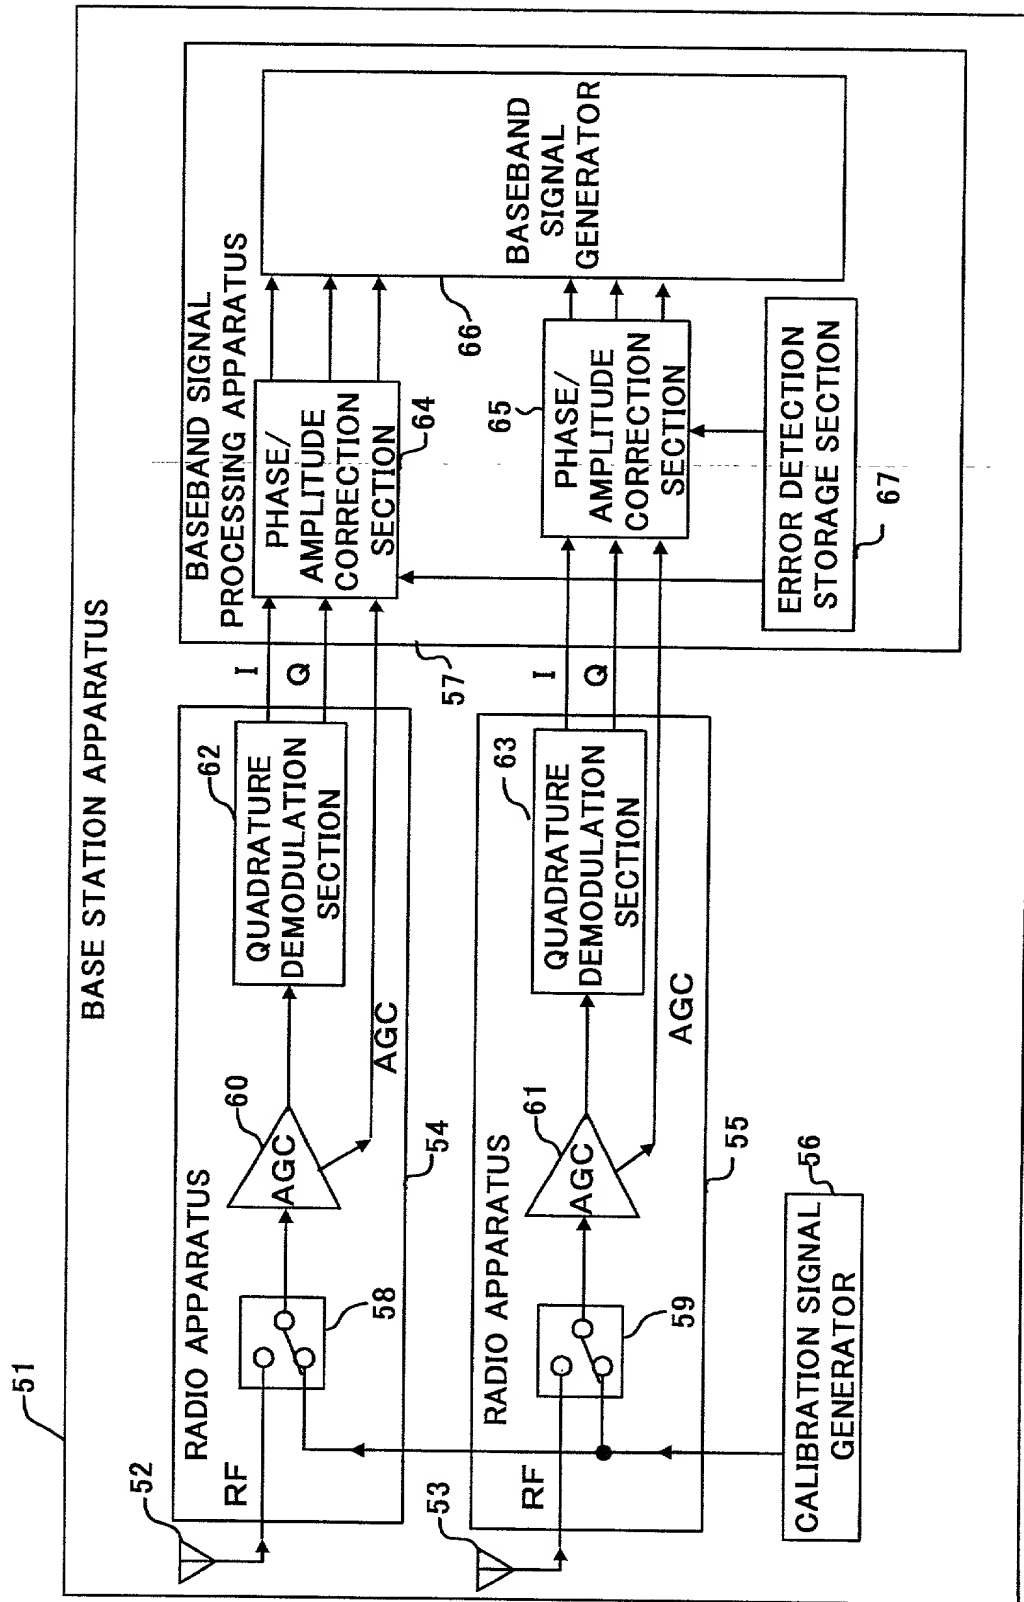 51
BASE STATION APPARATUS
52
RF
RADIO APPARATUS
58
AGC
60
AGC
54
QUADRATURE
DEMODULATION
SECTION
62
I
Q
57
BASEBAND SIGNAL
PROCESSING APPARATUS
PHASE/
AMPLITUDE
CORRECTION
SECTION
64
66
BASEBAND
SIGNAL
GENERATOR
53
RF
RADIO APPARATUS
59
AGC
61
AGC
55
QUADRATURE
DEMODULATION
SECTION
63
I
Q
65
PHASE/
AMPLITUDE
CORRECTION
SECTION
CALIBRATION SIGNAL
GENERATOR
56
ERROR DETECTION
STORAGE SECTION
67